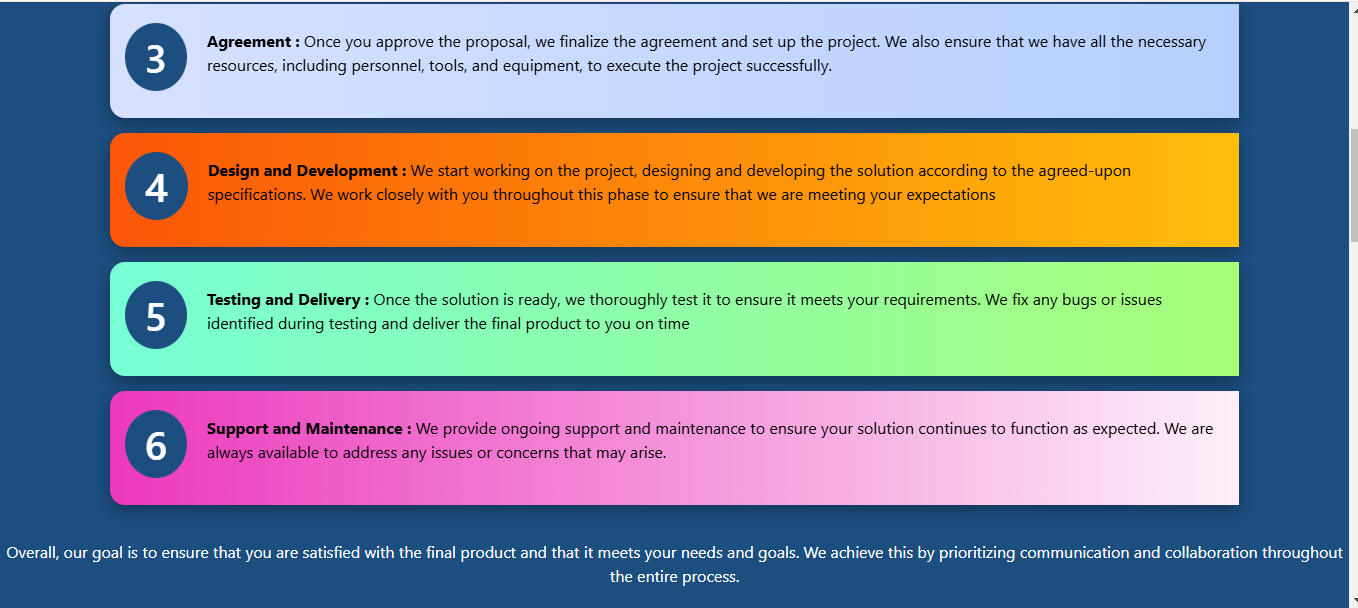 3
Agreement : Once you approve the proposal, we finalize the agreement and set up the project. We also ensure that we have all the necessary
resources, including personnel, tools, and equipment, to execute the project successfully.
4
Design and Development : We start working on the project, designing and developing the solution according to the agreed-upon
specifications. We work closely with you throughout this phase to ensure that we are meeting your expectations
5
Testing and Delivery : Once the solution is ready, we thoroughly test it to ensure it meets your requirements. We fix any bugs or issues
identified during testing and deliver the final product to you on time
6
Support and Maintenance : We provide ongoing support and maintenance to ensure your solution continues to function as expected. We are
always available to address any issues or concerns that may arise.
Overall, our goal is to ensure that you are satisfied with the final product and that it meets your needs and goals. We achieve this by prioritizing communication and collaboration throughout
the entire process.